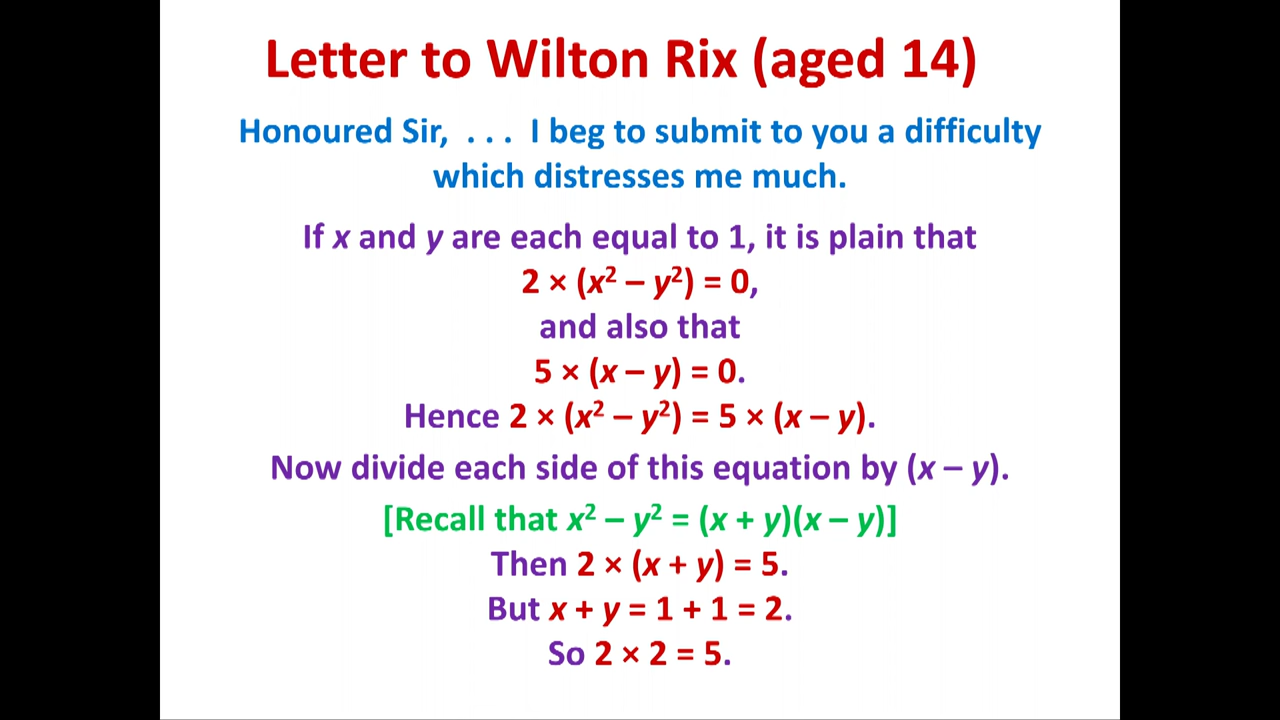 Letter to Wilton Rix (aged 14)
Honoured Sir, . . . I beg to submit to you a difficulty
which distresses me much.
If x and y are each equal to 1, it is plain that
2 × (x² – y²) = 0,
and also that
5 × (x – y) = 0.
Hence 2 × (x² – y²) = 5 × (x – y).
Now divide each side of this equation by (x – y).
[Recall that x² – y² = (x + y)(x – y)]
Then 2 × (x + y) = 5.
But x + y = 1 + 1 = 2.
So 2 × 2 = 5.